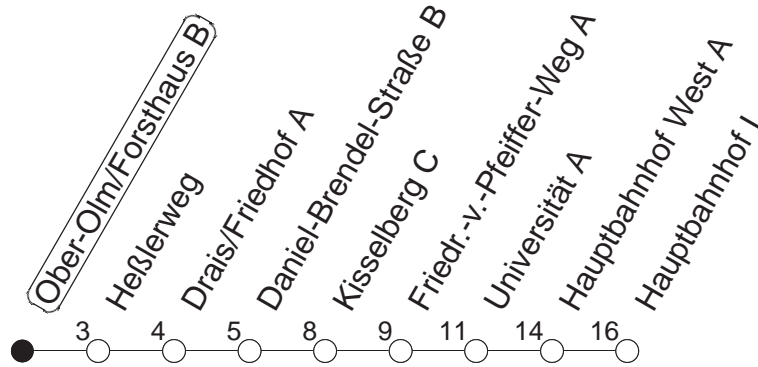 Ober-Olm/Forsthaus B
Heßlerweg
Drais/Friedhof A
Daniel-Brendel-Straße B
Kisselberg C
Friedr.-v.-Pfeiffer-Weg A
Universität A
Hauptbahnhof West A
Hauptbahnhof
3 4 5 8 9 11 14 16